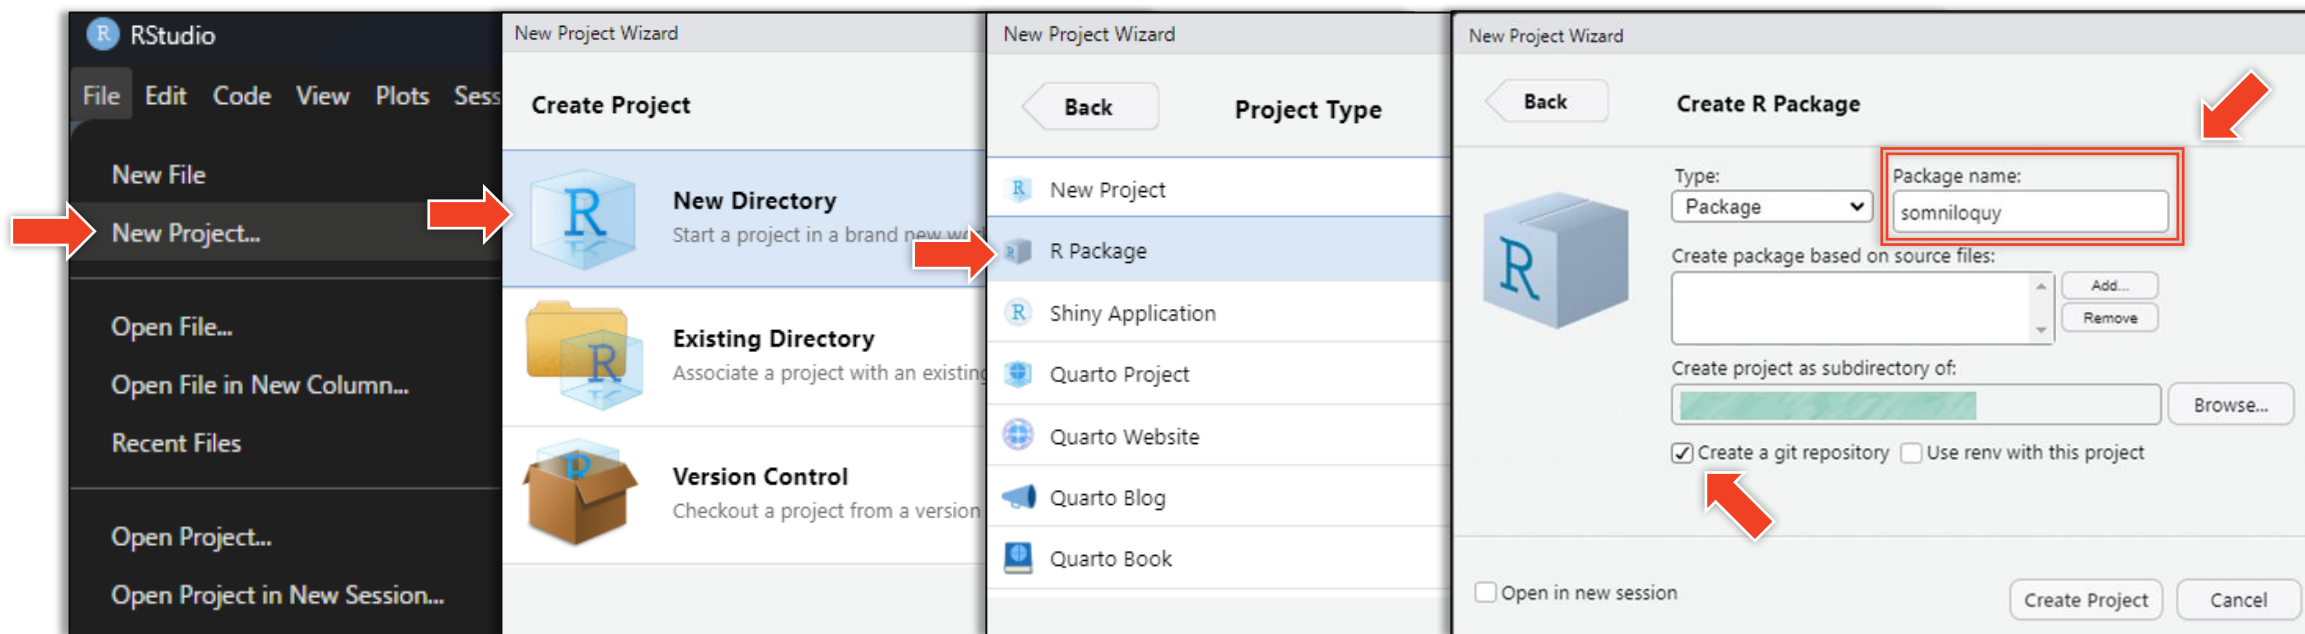 RStudio
File Edit Code View Plots Sess
New File
New Project...
Open File...
Open File in New Column...
Recent Files
Open Project...
Open Project in New Session...
New Project Wizard
Create Project
New Directory
Start a project in a brand new
Existing Directory
Associate a project with an existing
Version Control
Checkout a project from a version
New Project Wizard
Back
Project Type
New Project
R Package
Shiny Application
Quarto Project
Quarto Website
Quarto Blog
Quarto Book
New Project Wizard
Back
Create R Package
Type:
Package name:
Package
somniloquy
Create package based on source files:
Add...
Remove
Create project as subdirectory of:
Browse...
Create a git repository
Use renv with this project
Open in new session
Create Project
Cancel